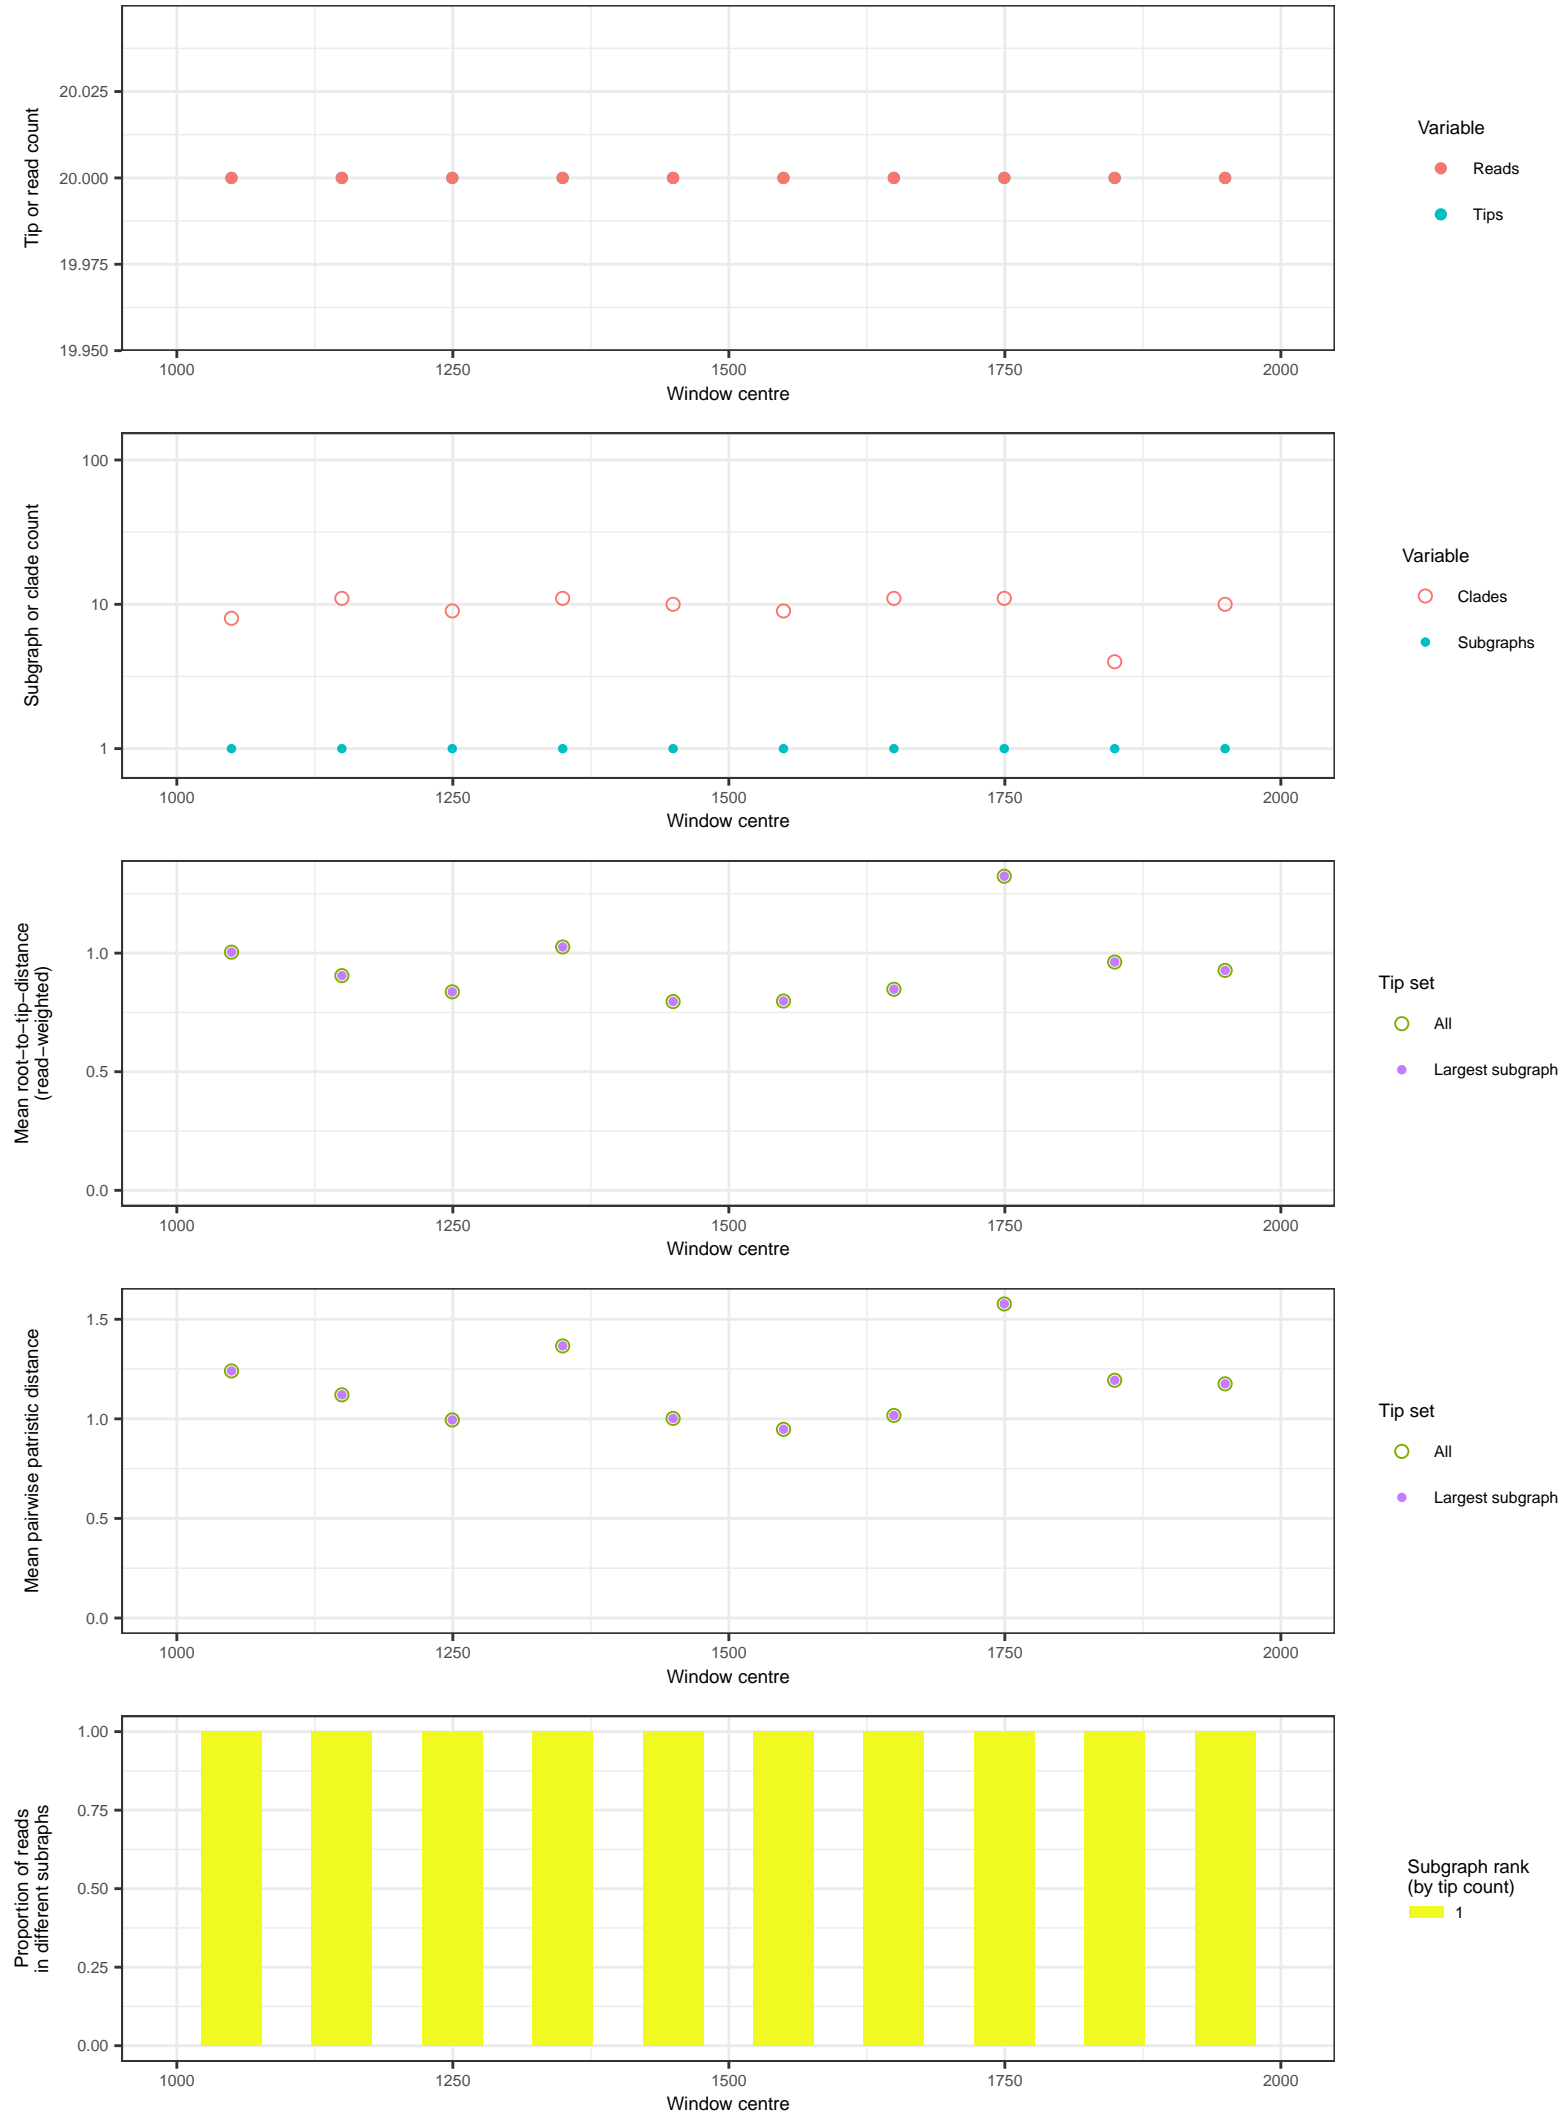 Tip or read count
20.025
20.000
19.975
19.950
1000 1250 1500 1750 2000
Window centre
Variable
Reads
Tips
Subgraph or clade count
100
10
1
1000 1250 1500 1750 2000
Window centre
Variable
Clades
Subgraphs
Mean root−to−tip−distance
(read−weighted)
1.0
0.5
0.0
1000 1250 1500 1750 2000
Window centre
Tip set
All
Largest subgraph
Mean pairwise patristic distance
1.5
1.0
0.5
0.0
1000 1250 1500 1750 2000
Window centre
Tip set
All
Largest subgraph
Proportion of reads
in different subraphs
1.00
0.75
0.50
0.25
0.00
1000 1250 1500 1750 2000
Window centre
Subgraph rank
(by tip count)
1